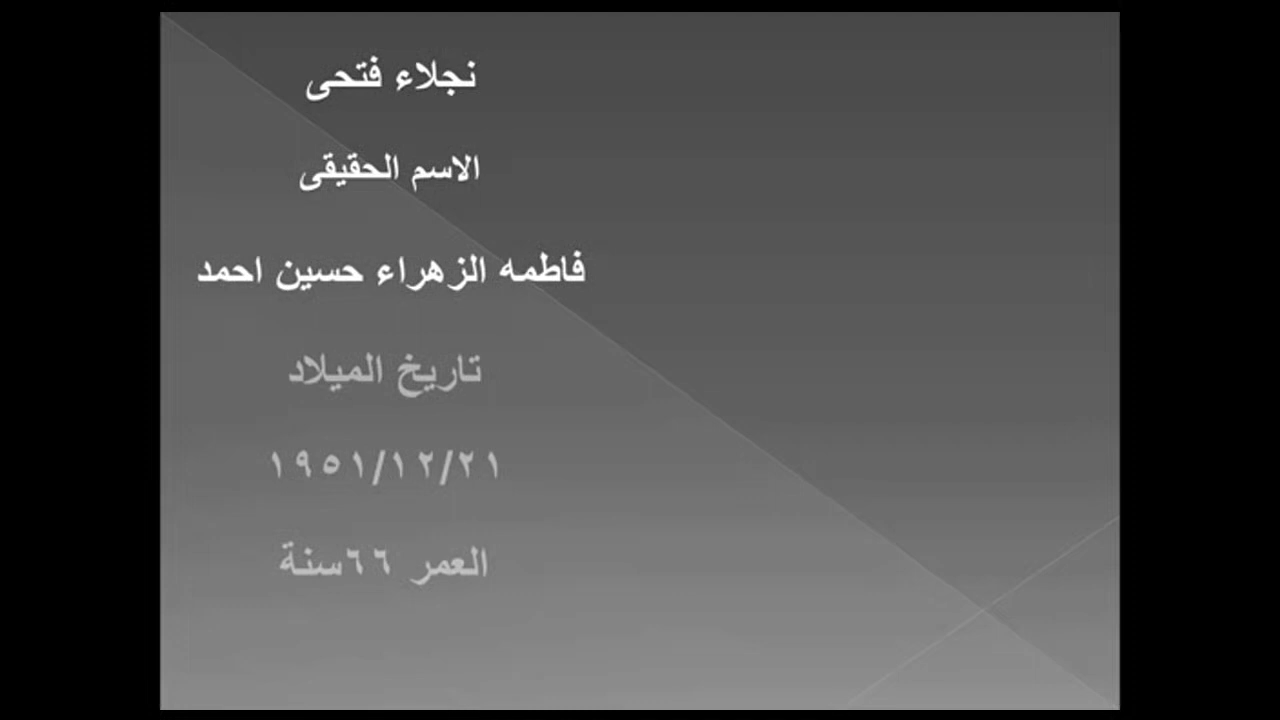 نجلاء فتحى
الاسم الحقيقى
فاطمه الزهراء حسين احمد
تاريخ الميلاد
١٩٥١/١٢/٢١
العمر ٦٦سنة